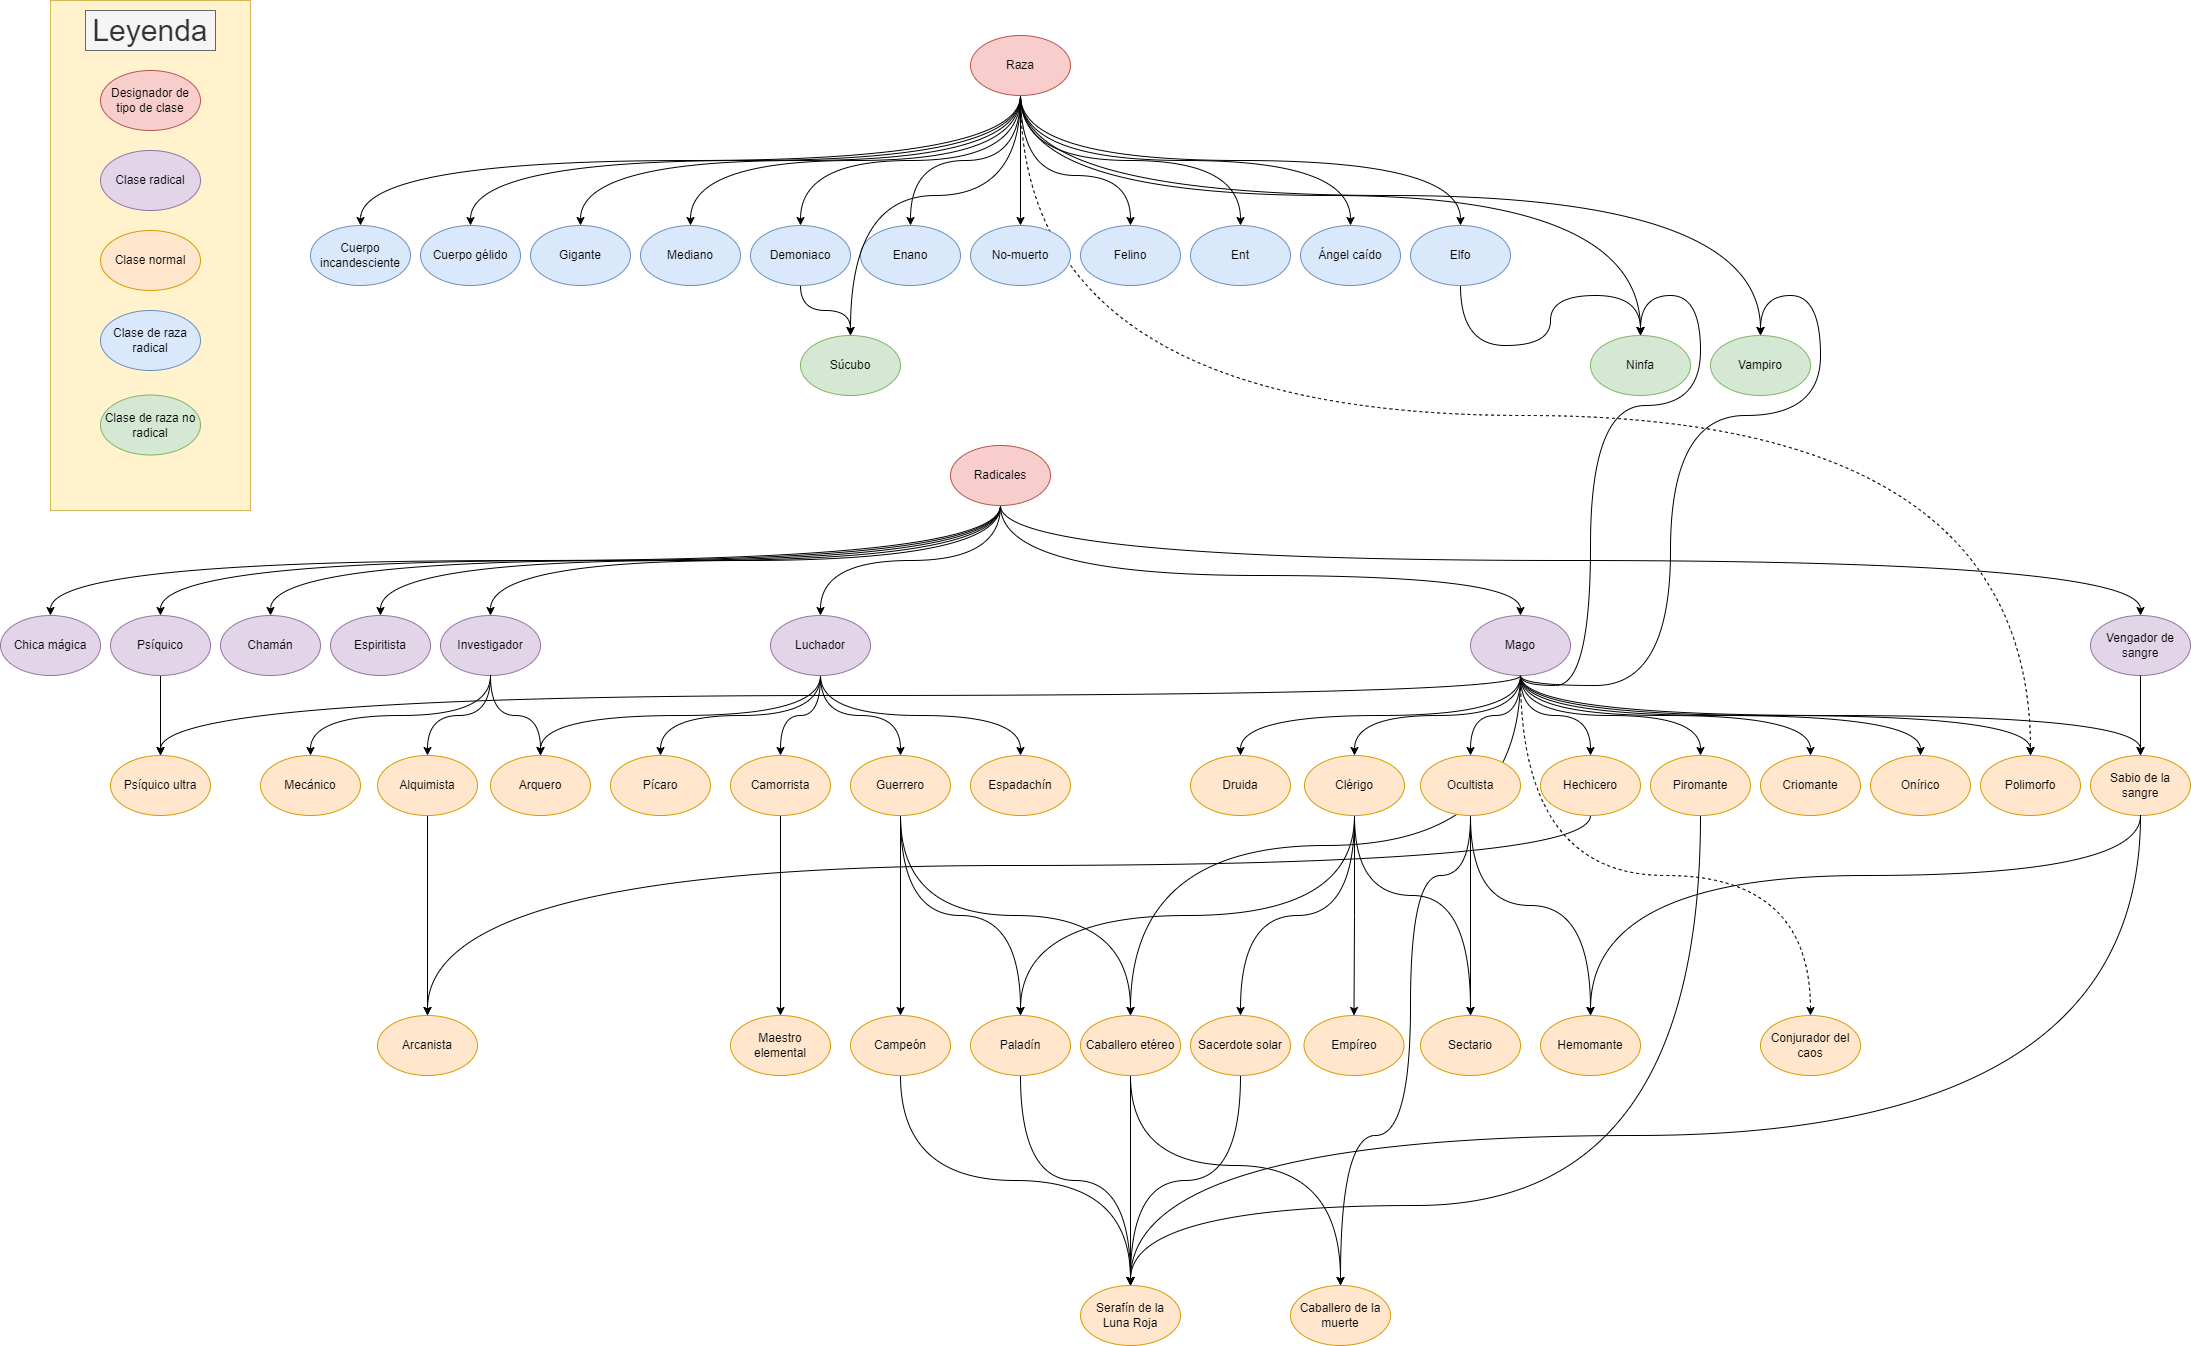 Leyenda
Designador de
tipo de clase
Clase radical
Clase normal
Clase de raza
radical
Clase de raza no
radical
Raza
Cuerpo
incandesciente
Cuerpo gélido
Gigante
Mediano
Demoniaco
Enano
No-muerto
Felino
Ent
Ángel caído
Elfo
Súcubo
Ninfa
Vampiro
Radicales
Chica mágica
Psíquico
Chamán
Espiritista
Investigador
Luchador
Mago
Vengador de
sangre
Psíquico ultra
Mecánico
Alquimista
Arquero
Pícaro
Camorrista
Guerrero
Espadachín
Druida
Clérigo
Ocultista
Hechicero
Piromante
Criomante
Onírico
Polimorfo
Sabio de la
sangre
Arcanista
Maestro
elemental
Campeón
Paladín
Caballero etéreo
Sacerdote solar
Empíreo
Sectario
Hemomante
Conjurador del
caos
Serafín de la
Luna Roja
Caballero de la
muerte